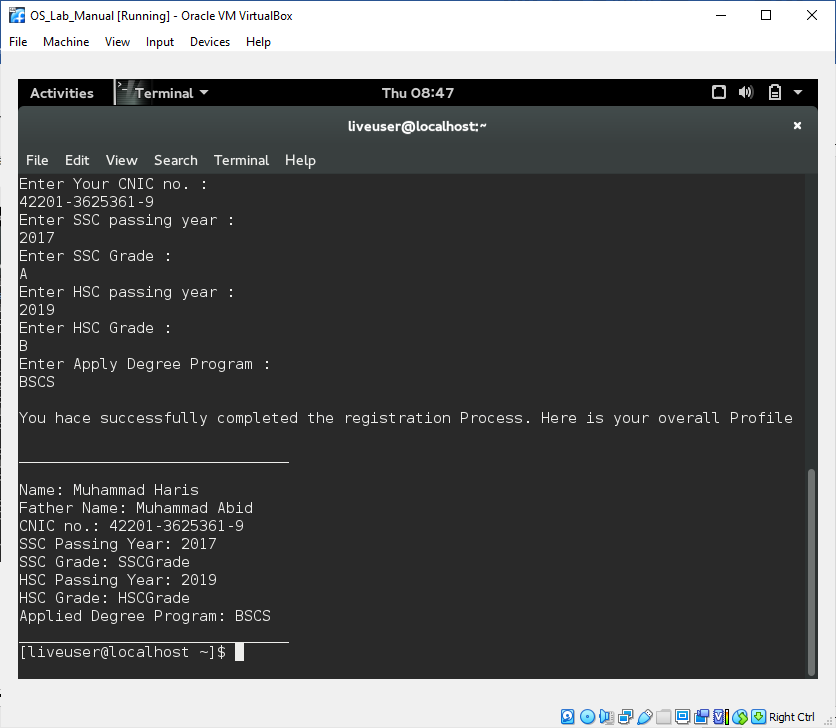 OS_Lab_Manual [Running] - Oracle VM VirtualBox
File Machine View Input Devices Help
Activities Terminal Thu 08:47
liveuser@localhost:~
File Edit View Search Terminal Help
Enter Your CNIC no. :
42201-3625361-9
Enter SSC passing year :
2017
Enter SSC Grade :
A
Enter HSC passing year :
2019
Enter HSC Grade :
B
Enter Apply Degree Program :
BSCS
You hace successfully completed the registration Process. Here is your overall Profile
______________________________
Name: Muhammad Haris
Father Name: Muhammad Abid
CNIC no.: 42201-3625361-9
SSC Passing Year: 2017
SSC Grade: SSCGrade
HSC Passing Year: 2019
HSC Grade: HSCGrade
Applied Degree Program: BSCS
______________________________
[liveuser@localhost ~]$
Right Ctrl